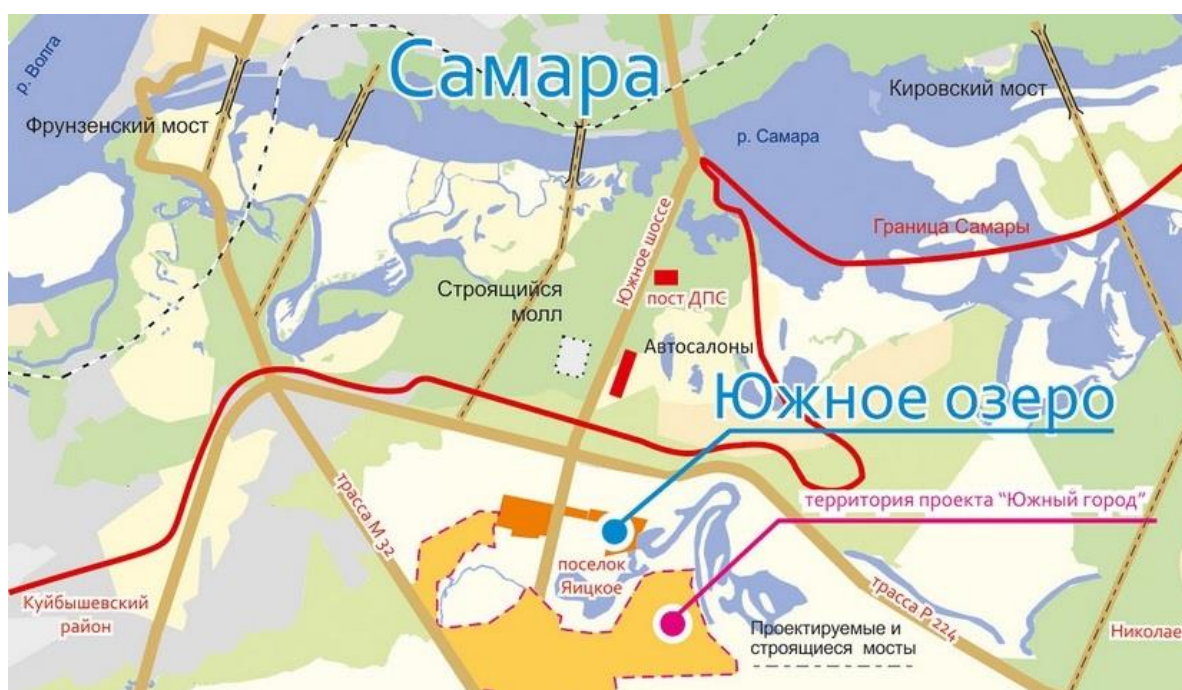 р. Волга
Самара
Фрунзенский мост
Кировский мост
р. Самара
Граница Самары
Южное шоссе
Строящийся
молл
пост ДПС
Автосалоны
Южное озеро
территория проекта "Южный город"
трасса М 32
поселок
Яицкое
Куйбышевский
район
трасса Р 224
Проектируемые и
строящиеся мосты
Николае